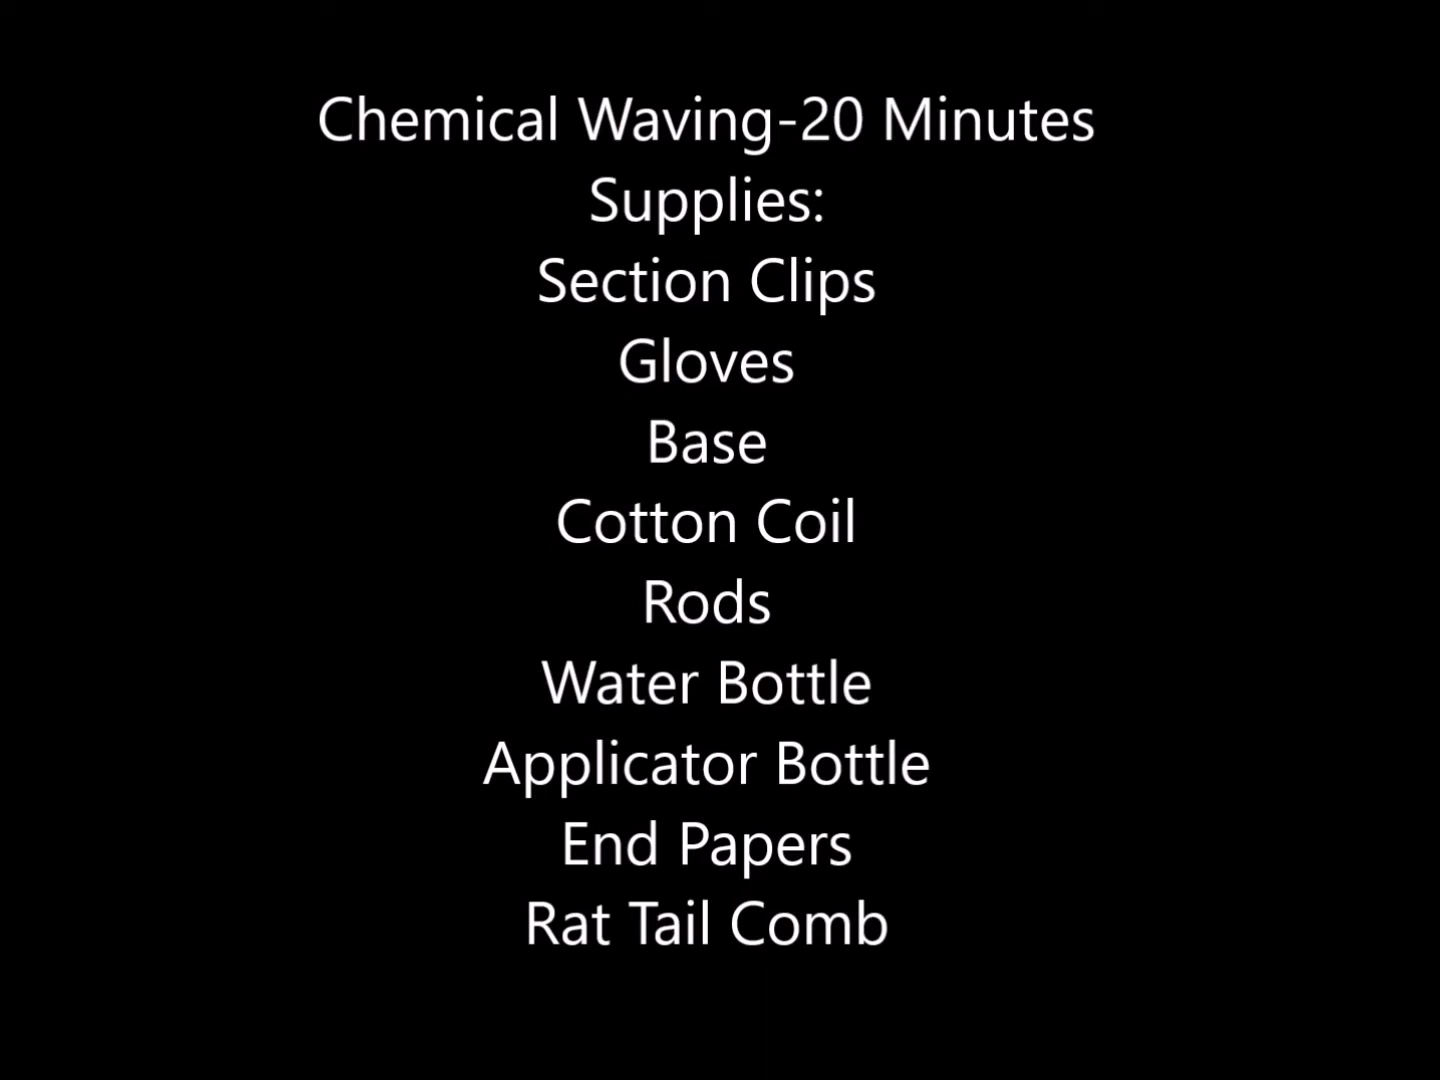 Chemical Waving-20 Minutes
Supplies:
Section Clips
Gloves
Base
Cotton Coil
Rods
Water Bottle
Applicator Bottle
End Papers
Rat Tail Comb